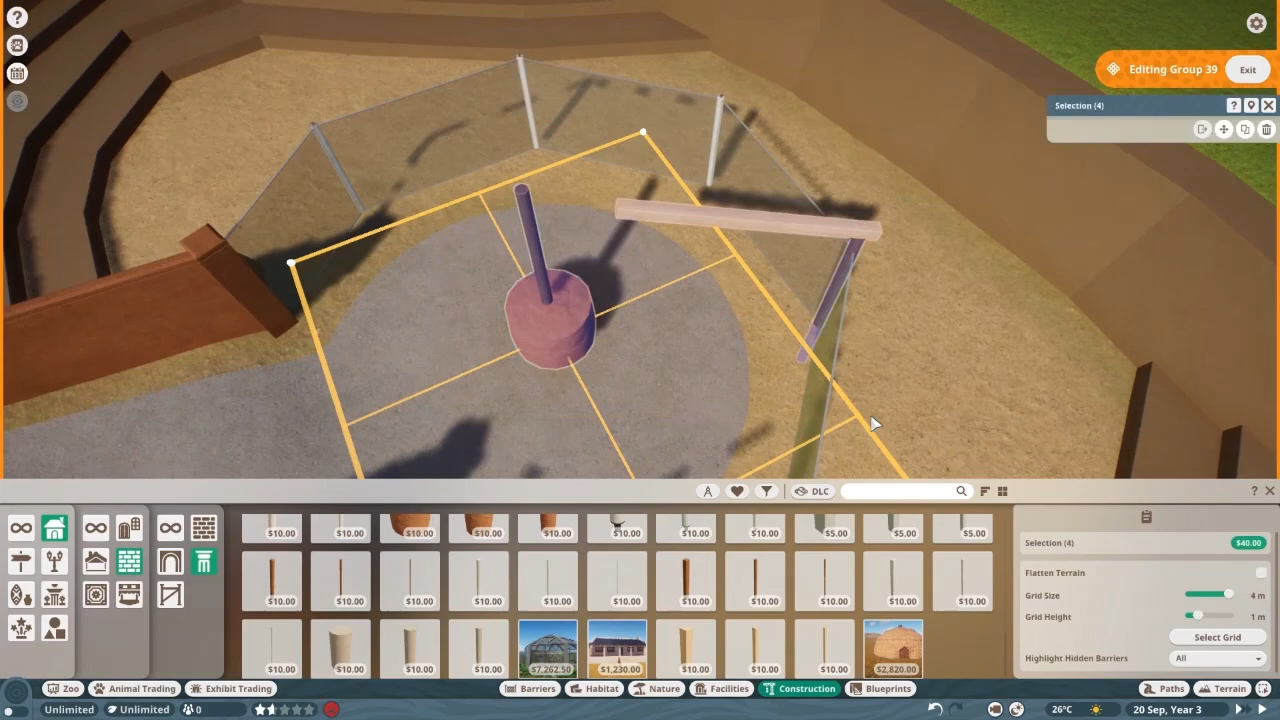 ?
Editing Group 39 Exit
Selection (4) ?
DLC
?
$10.00 $10.00 $10.00 $10.00 $10.00 $10.00 $10.00 $10.00 $5.00 $5.00 $5.00
$10.00 $10.00 $10.00 $10.00 $10.00 $10.00 $10.00 $10.00 $10.00 $10.00 $10.00
$10.00 $10.00 $10.00 $10.00 $7,262.50 $1,230.00 $10.00 $10.00 $10.00 $2,820.00
Selection (4) $40.00
Flatten Terrain
Grid Size 4 m
Grid Height 1 m
Select Grid
Highlight Hidden Barriers All
Zoo Animal Trading Exhibit Trading Barriers Habitat Nature Facilities Construction Blueprints Paths Terrain
Unlimited Unlimited 0 26°C 20 Sep, Year 3